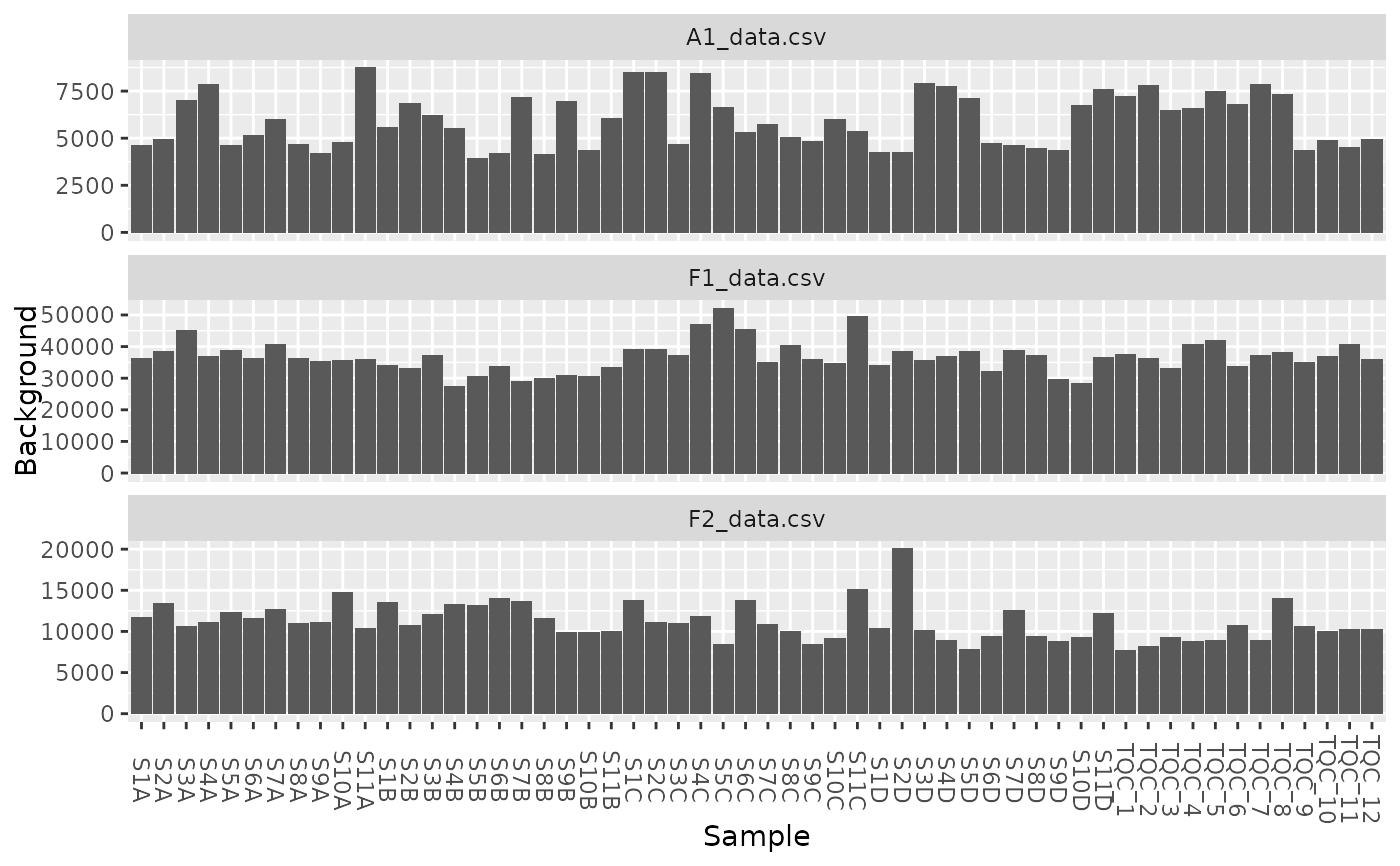 A1_data.csv
7500
5000
2500
0
F1_data.csv
50000
40000
30000
20000
10000
0
Background
F2_data.csv
20000
15000
10000
5000
0
S1A S2A S3A S4A S5A S6A S7A S8A S9A S10A S11A S1B S2B S3B S4B S5B S6B S7B S8B S9B S10B S11B S1C S2C S3C S4C S5C S6C S7C S8C S9C S10C S11C S1D S2D S3D S4D S5D S6D S7D S8D S9D S10D S11D TQC_1 TQC_2 TQC_3 TQC_4 TQC_5 TQC_6 TQC_7 TQC_8 TQC_9 TQC_10 TQC_11 TQC_12
Sample